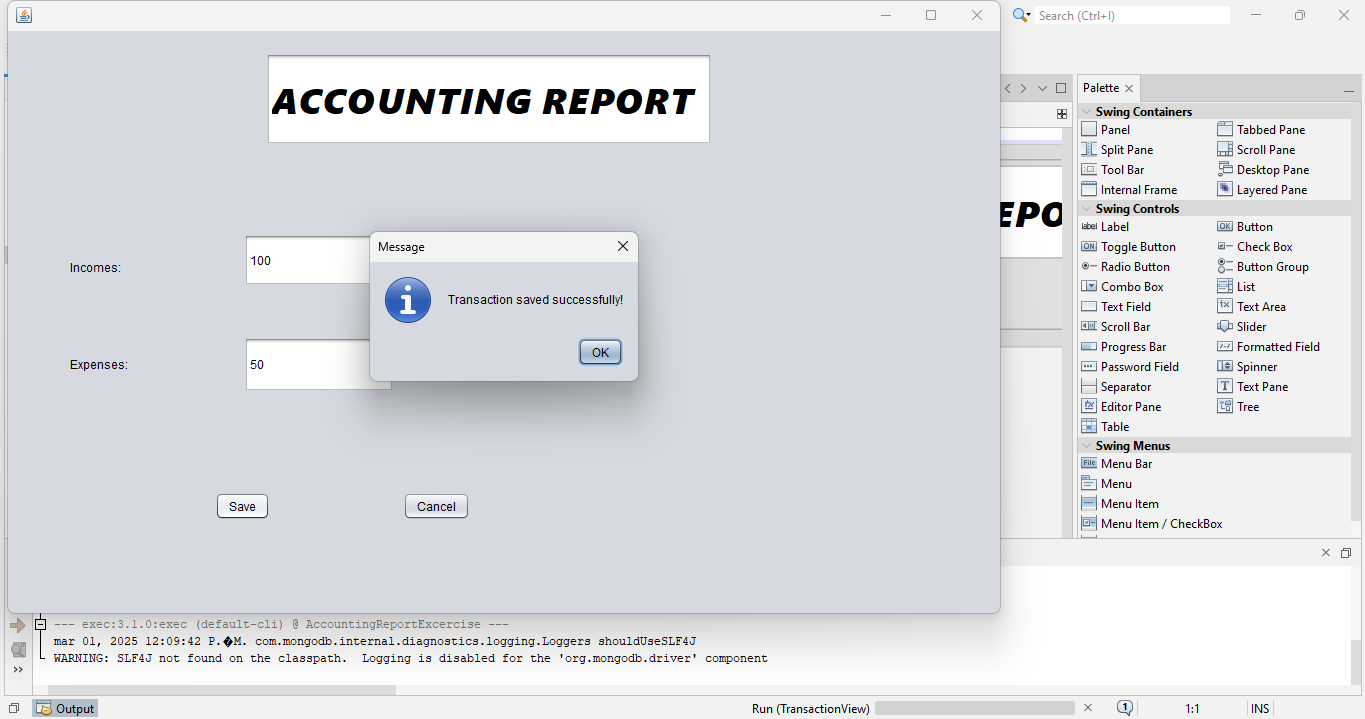 Search (Ctrl+I)
ACCOUNTING REPORT
Incomes:
100
Expenses:
50
Message
Transaction saved successfully!
OK
Save
Cancel
EPO
Palette
Swing Containers
Panel
Tabbed Pane
Split Pane
Scroll Pane
Tool Bar
Desktop Pane
Internal Frame
Layered Pane
Swing Controls
label Label
OK Button
ON Toggle Button
Check Box
Radio Button
Button Group
Combo Box
List
Text Field
Text Area
Scroll Bar
Slider
Progress Bar
Formatted Field
Password Field
Spinner
Separator
Text Pane
Editor Pane
Tree
Table
Swing Menus
File Menu Bar
Menu
Menu Item
Menu Item / CheckBox
--- exec:3.1.0:exec (default-cli) @ AccountingReportExcercise ---
mar 01, 2025 12:09:42 P.�M. com.mongodb.internal.diagnostics.logging.Loggers shouldUseSLF4J
WARNING: SLF4J not found on the classpath.  Logging is disabled for the 'org.mongodb.driver' component
Output
Run (TransactionView)
1
1:1
INS